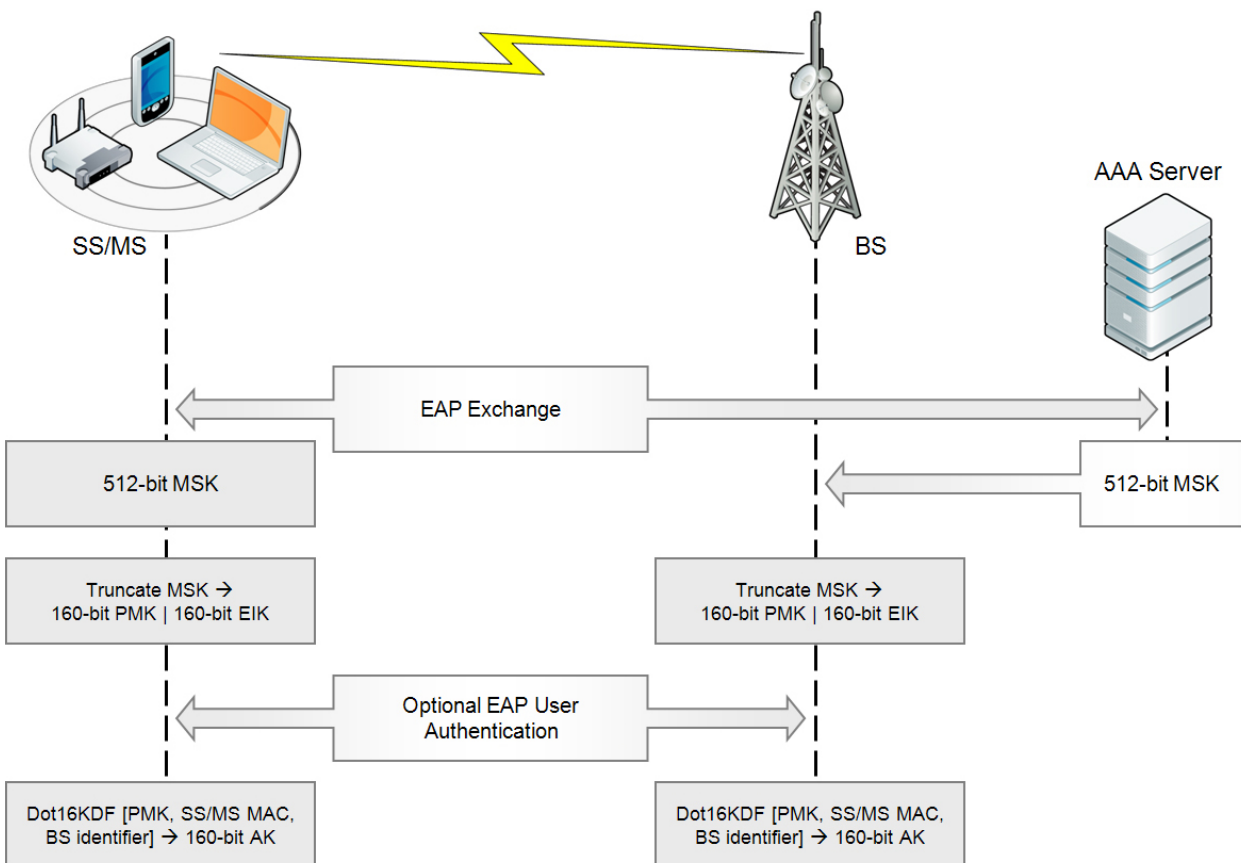 AAA Server
SS/MS
BS
EAP Exchange
512-bit MSK
512-bit MSK
Truncate MSK →
160-bit PMK | 160-bit EIK
Truncate MSK →
160-bit PMK | 160-bit EIK
Optional EAP User
Authentication
Dot16KDF [PMK, SS/MS MAC,
BS identifier] → 160-bit AK
Dot16KDF [PMK, SS/MS MAC,
BS identifier] → 160-bit AK